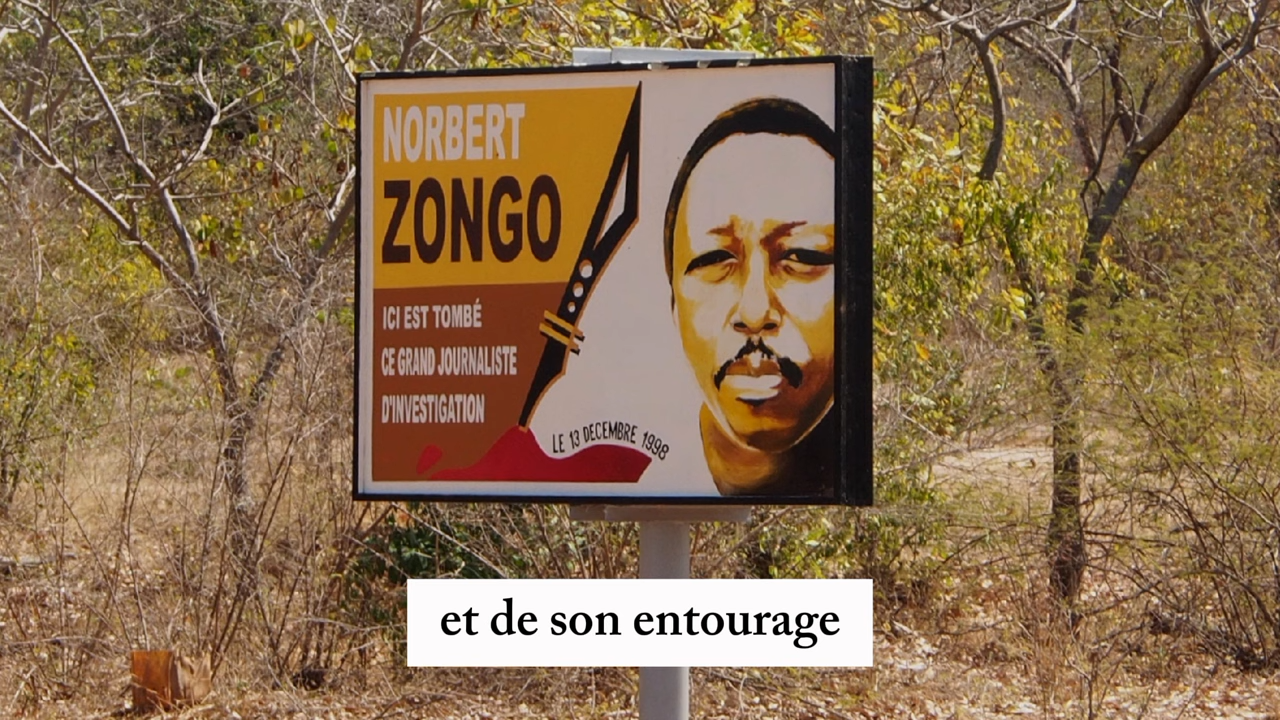 NORBERT
ZONGO
ICI EST TOMBÉ
CE GRAND JOURNALISTE
D'INVESTIGATION
LE 13 DECEMBRE 1998
et de son entourage